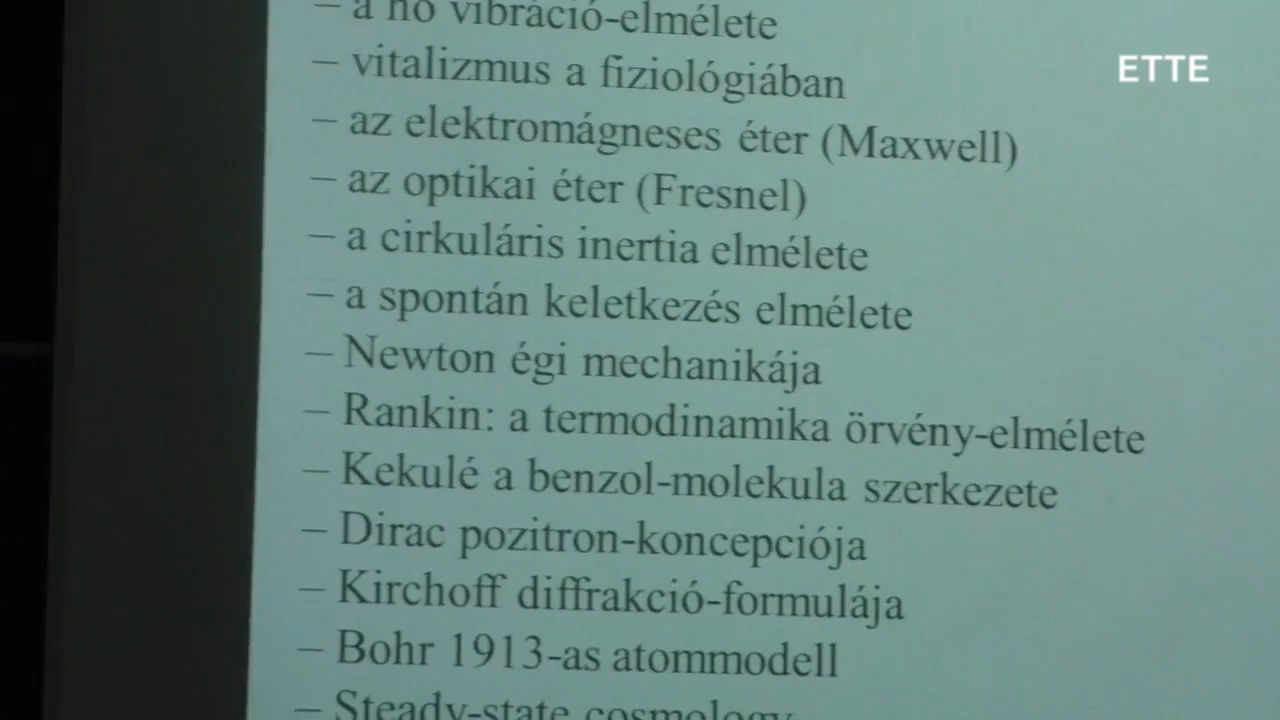 – a hő vibráció-elmélete
– vitalizmus a fiziológiában
– az elektromágneses éter (Maxwell)
– az optikai éter (Fresnel)
– a cirkuláris inertia elmélete
– a spontán keletkezés elmélete
– Newton égi mechanikája
– Rankin: a termodinamika örvény-elmélete
– Kekulé a benzol-molekula szerkezete
– Dirac pozitron-koncepciója
– Kirchoff diffrakció-formulája
– Bohr 1913-as atommodell
– Steady-state cosmology
ETTE